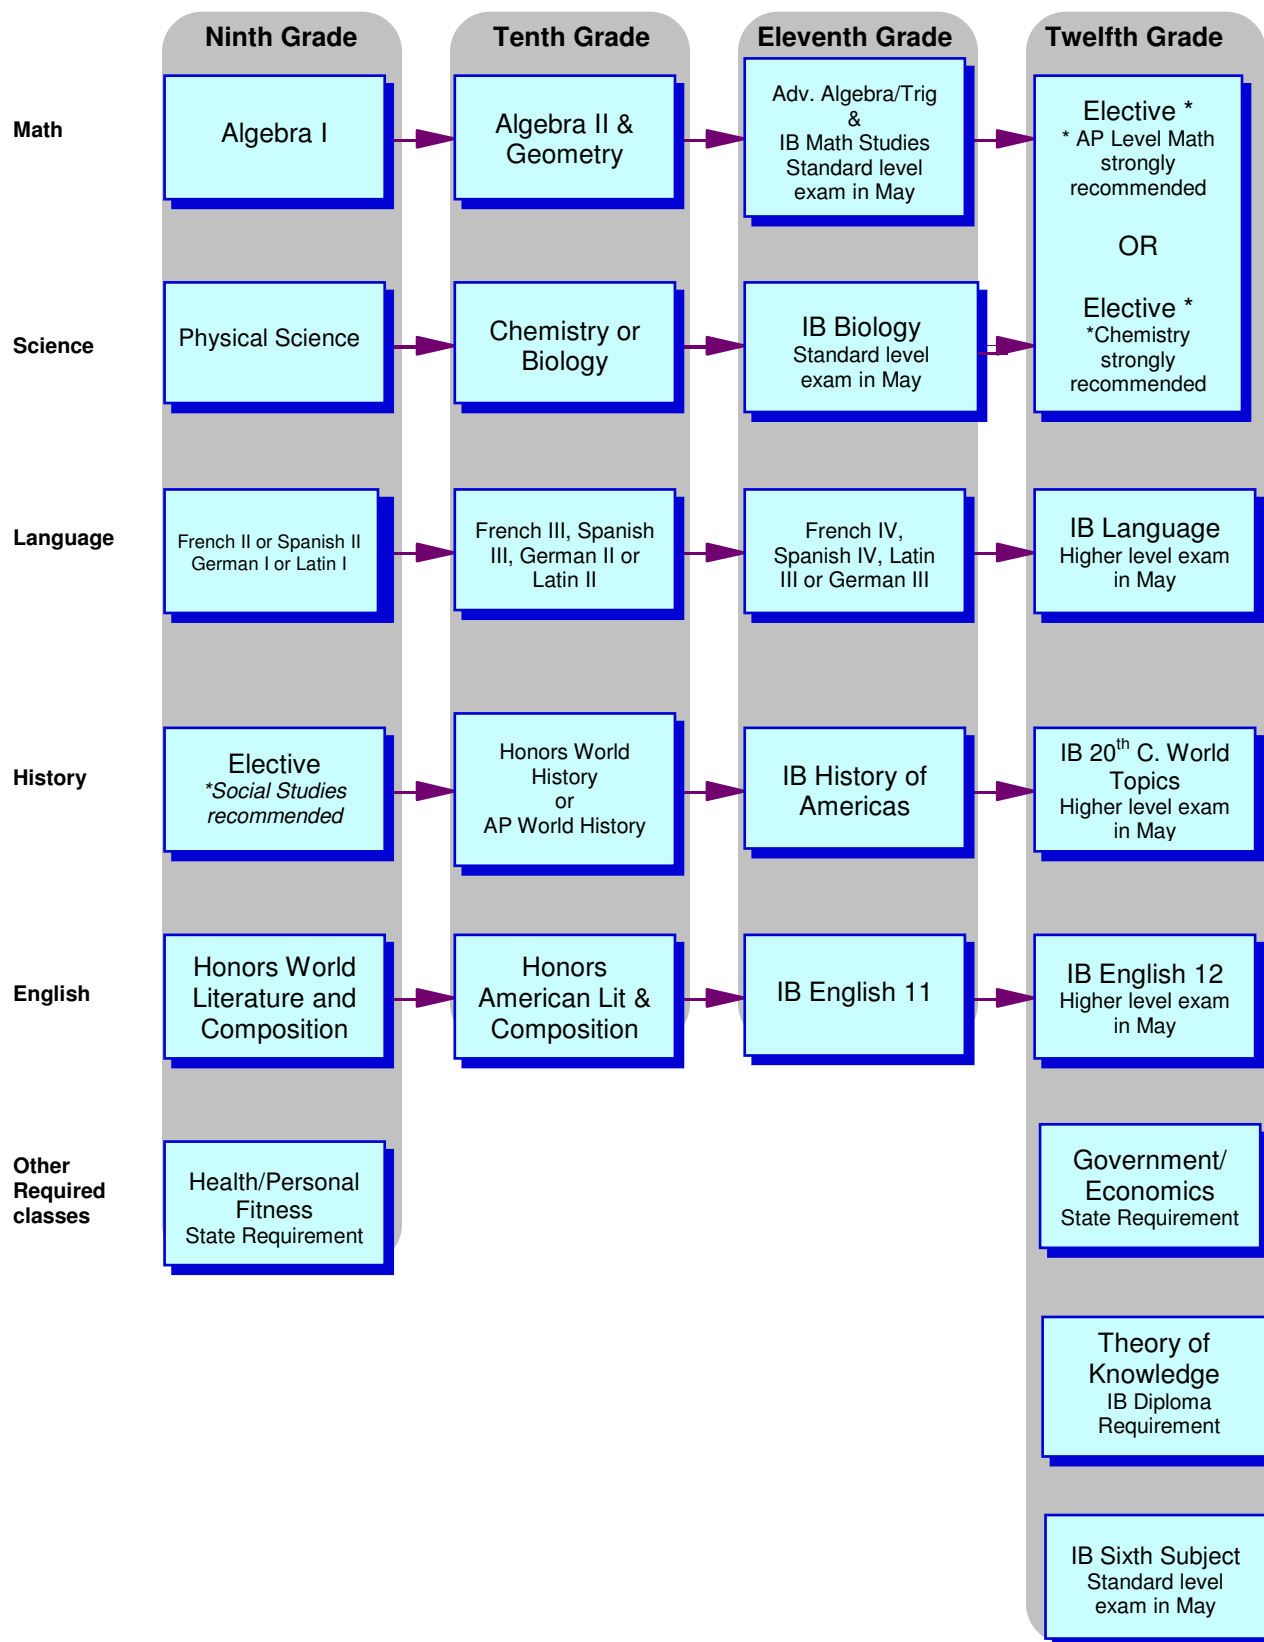 Ninth Grade
Tenth Grade
Eleventh Grade
Twelfth Grade
Math
Algebra I
Algebra II &
Geometry
Adv. Algebra/Trig
&
IB Math Studies
Standard level
exam in May
Elective *
* AP Level Math
strongly
recommended
OR
Elective *
*Chemistry
strongly
recommended
Science
Physical Science
Chemistry or
Biology
IB Biology
Standard level
exam in May
Language
French II or Spanish II
German I or Latin I
French III, Spanish
III, German II or
Latin II
French IV,
Spanish IV, Latin
III or German III
IB Language
Higher level exam
in May
History
Elective
*Social Studies
recommended
Honors World
History
or
AP World History
IB History of
Americas
IB 20th C. World
Topics
Higher level exam
in May
English
Honors World
Literature and
Composition
Honors
American Lit &
Composition
IB English 11
IB English 12
Higher level exam
in May
Other
Required
classes
Health/Personal
Fitness
State Requirement
Government/
Economics
State Requirement
Theory of
Knowledge
IB Diploma
Requirement
IB Sixth Subject
Standard level
exam in May